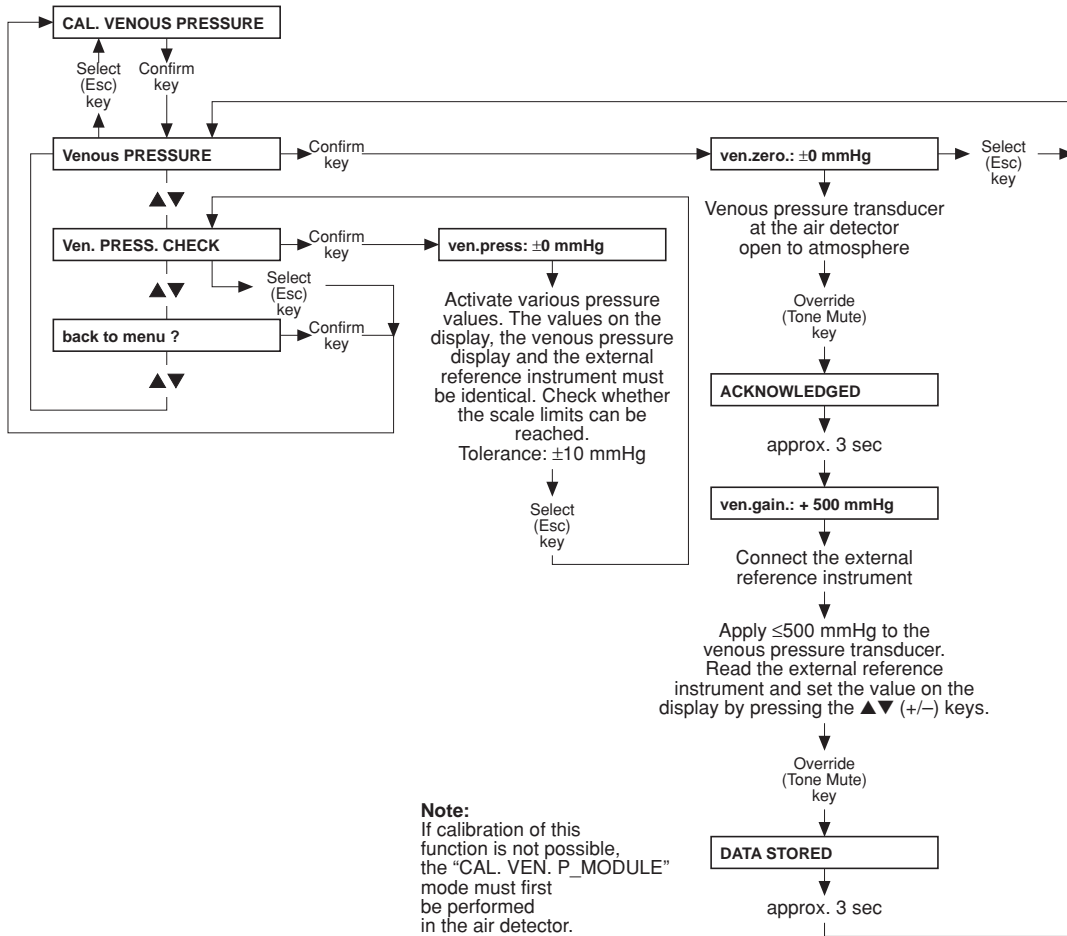 CAL. VENOUS PRESSURE
Select
(Esc)
key
Confirm
key
Venous PRESSURE
Confirm
key
ven.zero.: ±0 mmHg
Select
(Esc)
key
▲▼
Venous pressure transducer
at the air detector
open to atmosphere
Ven. PRESS. CHECK
Confirm
key
ven.press: ±0 mmHg
Select
(Esc)
key
▲▼
back to menu ?
Confirm
key
▲▼
Activate various pressure
values. The values on the
display, the venous pressure
display and the external
reference instrument must
be identical. Check whether
the scale limits can be
reached.
Tolerance: ±10 mmHg
Select
(Esc)
key
Override
(Tone Mute)
key
ACKNOWLEDGED
approx. 3 sec
ven.gain.: + 500 mmHg
Connect the external
reference instrument
Apply ≤500 mmHg to the
venous pressure transducer.
Read the external reference
instrument and set the value on the
display by pressing the ▲▼ (+/–) keys.
Override
(Tone Mute)
key
DATA STORED
approx. 3 sec
Note:
If calibration of this
function is not possible,
the “CAL. VEN. P_MODULE”
mode must first
be performed
in the air detector.